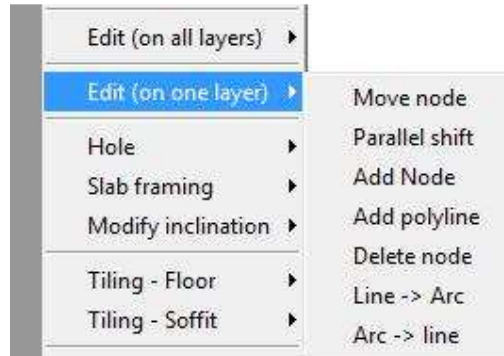 Edit (on all layers)
Edit (on one layer)
Hole
Slab framing
Modify inclination
Tiling - Floor
Tiling - Soffit
Move node
Parallel shift
Add Node
Add polyline
Delete node
Line -> Arc
Arc -> line